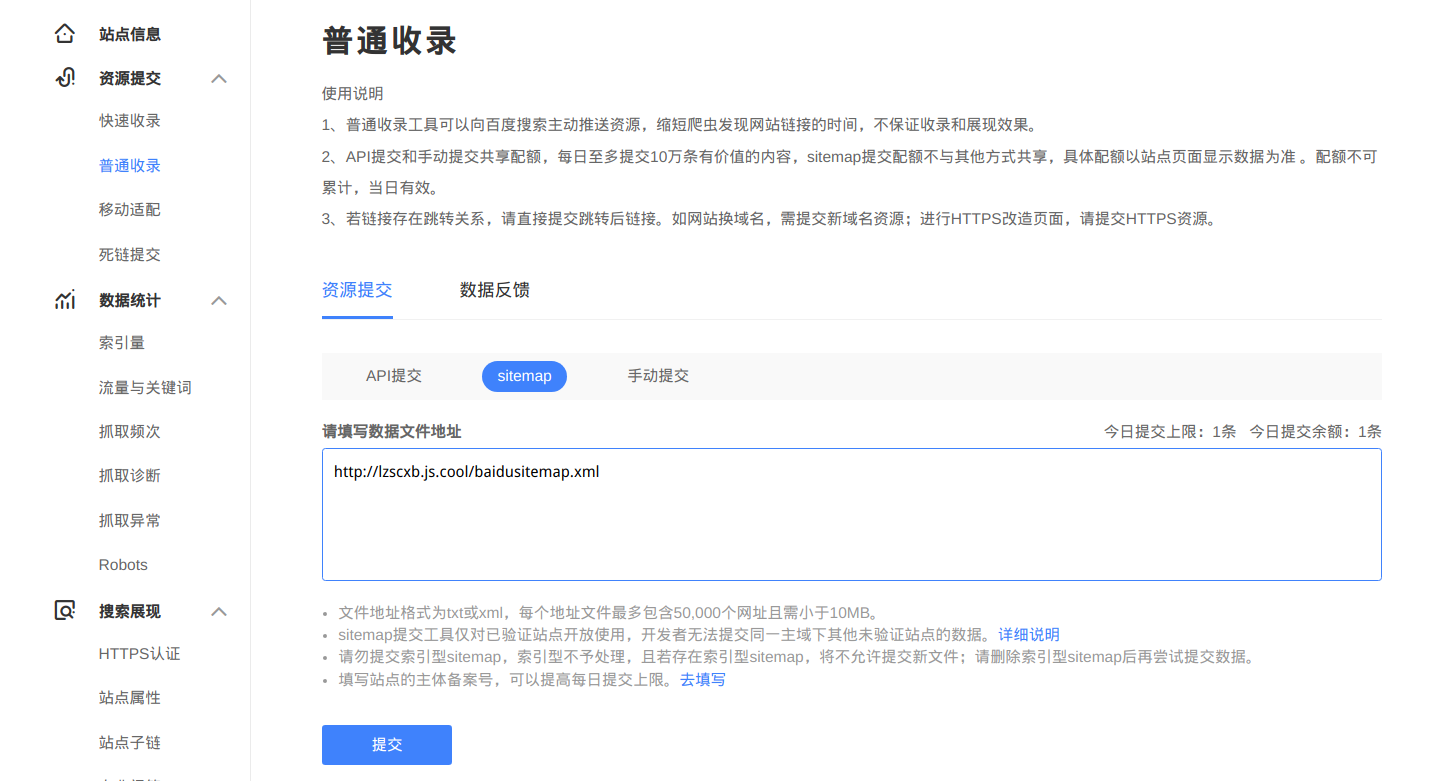 站点信息
资源提交
快速收录
普通收录
移动适配
死链提交
数据统计
索引量
流量与关键词
抓取频次
抓取诊断
抓取异常
Robots
搜索展现
HTTPS认证
站点属性
站点子链
普通收录
使用说明
1、普通收录工具可以向百度搜索主动推送资源，缩短爬虫发现网站链接的时间，不保证收录和展现效果。
2、API提交和手动提交共享配额，每日至多提交10万条有价值的内容，sitemap提交配额不与其他方式共享，具体配额以站点页面显示数据为准 。配额不可
累计，当日有效。
3、若链接存在跳转关系，请直接提交跳转后链接。如网站换域名，需提交新域名资源；进行HTTPS改造页面，请提交HTTPS资源。
资源提交 数据反馈
API提交 sitemap 手动提交
请填写数据文件地址 今日提交上限：1条 今日提交余额：1条
http://lzscxb.js.cool/baidusitemap.xml
• 文件地址格式为txt或xml，每个地址文件最多包含50,000个网址且需小于10MB。
• sitemap提交工具仅对已验证站点开放使用，开发者无法提交同一主域下其他未验证站点的数据。详细说明
• 请勿提交索引型sitemap，索引型不予处理，且若存在索引型sitemap，将不允许提交新文件；请删除索引型sitemap后再尝试提交数据。
• 填写站点的主体备案号，可以提高每日提交上限。去填写
提交